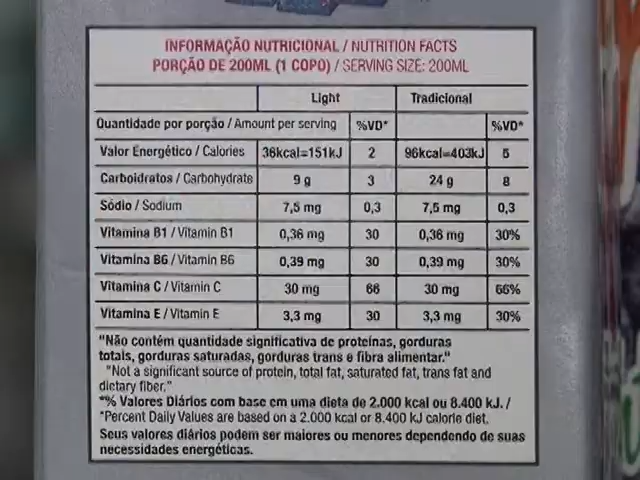 INFORMAÇÃO NUTRICIONAL / NUTRITION FACTS
PORÇÃO DE 200ML (1 COPO) / SERVING SIZE: 200ML
Light Tradicional
Quantidade por porção / Amount per serving %VD* %VD*
Valor Energético / Calories 36kcal=151kJ 2 96kcal=403kJ 5
Carboidratos / Carbohydrate 9 g 3 24 g 8
Sódio / Sodium 7,5 mg 0,3 7,5 mg 0,3
Vitamina B1 / Vitamin B1 0,36 mg 30 0,36 mg 30%
Vitamina B6 / Vitamin B6 0,39 mg 30 0,39 mg 30%
Vitamina C / Vitamin C 30 mg 66 30 mg 66%
Vitamina E / Vitamin E 3,3 mg 30 3,3 mg 30%
"Não contém quantidade significativa de proteínas, gorduras
totais, gorduras saturadas, gorduras trans e fibra alimentar."
"Not a significant source of protein, total fat, saturated fat, trans fat and
dietary fiber."
*% Valores Diários com base em uma dieta de 2.000 kcal ou 8.400 kJ. /
*Percent Daily Values are based on a 2.000 kcal or 8.400 kJ calorie diet.
Seus valores diários podem ser maiores ou menores dependendo de suas
necessidades energéticas.